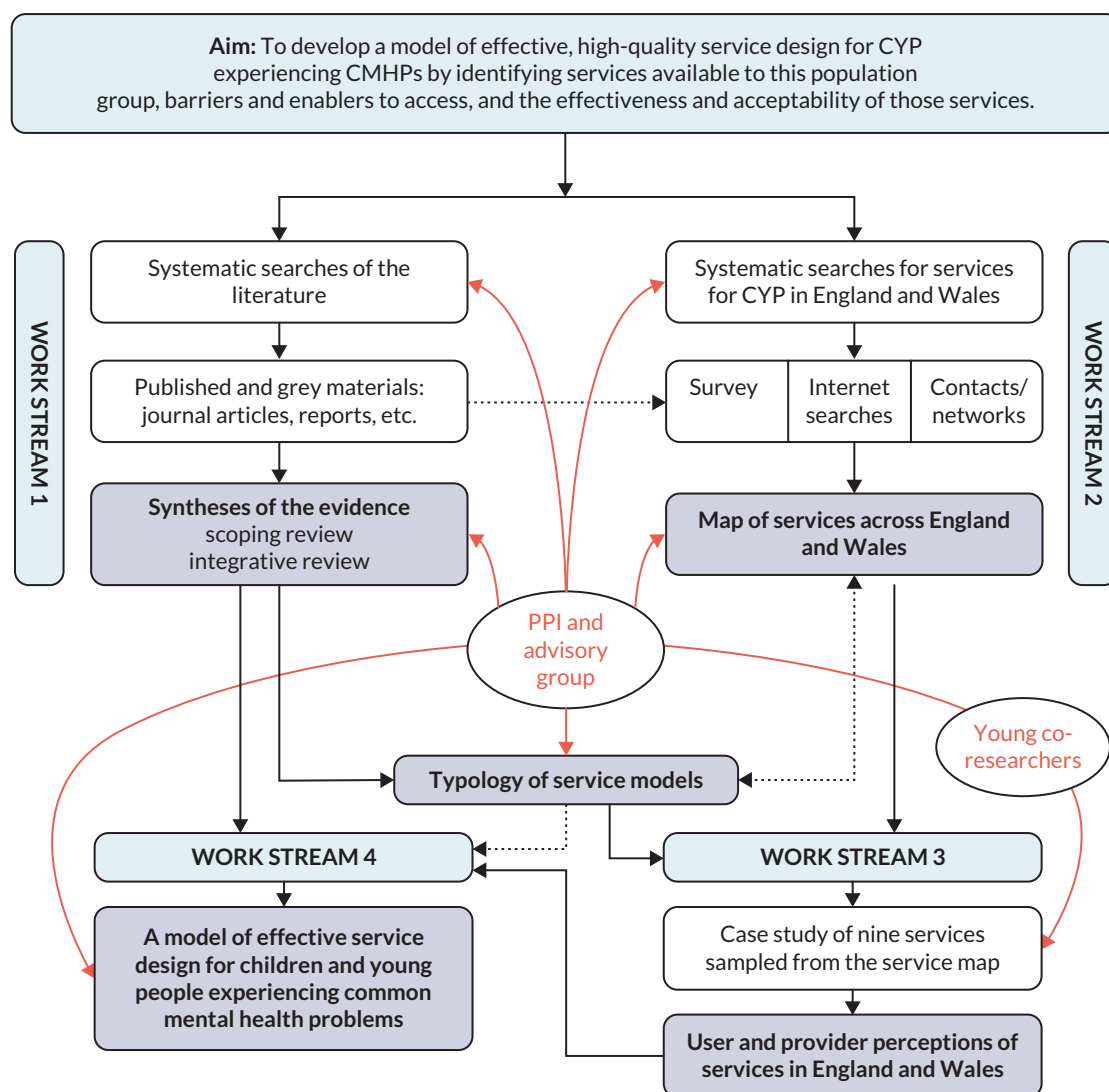 Aim: To develop a model of effective, high-quality service design for CYP
experiencing CMHPs by identifying services available to this population
group, barriers and enablers to access, and the effectiveness and acceptability of those services.
WORK STREAM 1
Systematic searches of the
literature
Systematic searches for services
for CYP in England and Wales
WORK STREAM 2
Published and grey materials:
journal articles, reports, etc.
Survey
Internet
searches
Contacts/
networks
Syntheses of the evidence
scoping review
integrative review
Map of services across England
and Wales
PPI and
advisory
group
Young co-
researchers
Typology of service models
WORK STREAM 4
WORK STREAM 3
A model of effective service
design for children and young
people experiencing common
mental health problems
Case study of nine services
sampled from the service map
User and provider perceptions of
services in England and Wales